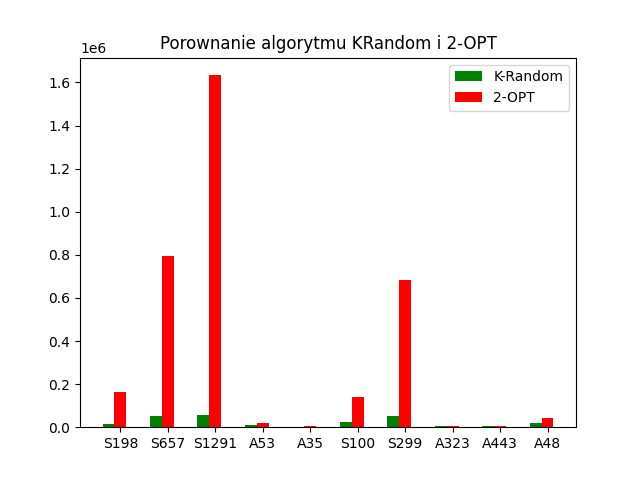 Porownanie algorytmu KRandom i 2-OPT
1e6
K-Random
2-OPT
1.6
1.4
1.2
1.0
0.8
0.6
0.4
0.2
0.0
S198 S657 S1291 A53 A35 S100 S299 A323 A443 A48